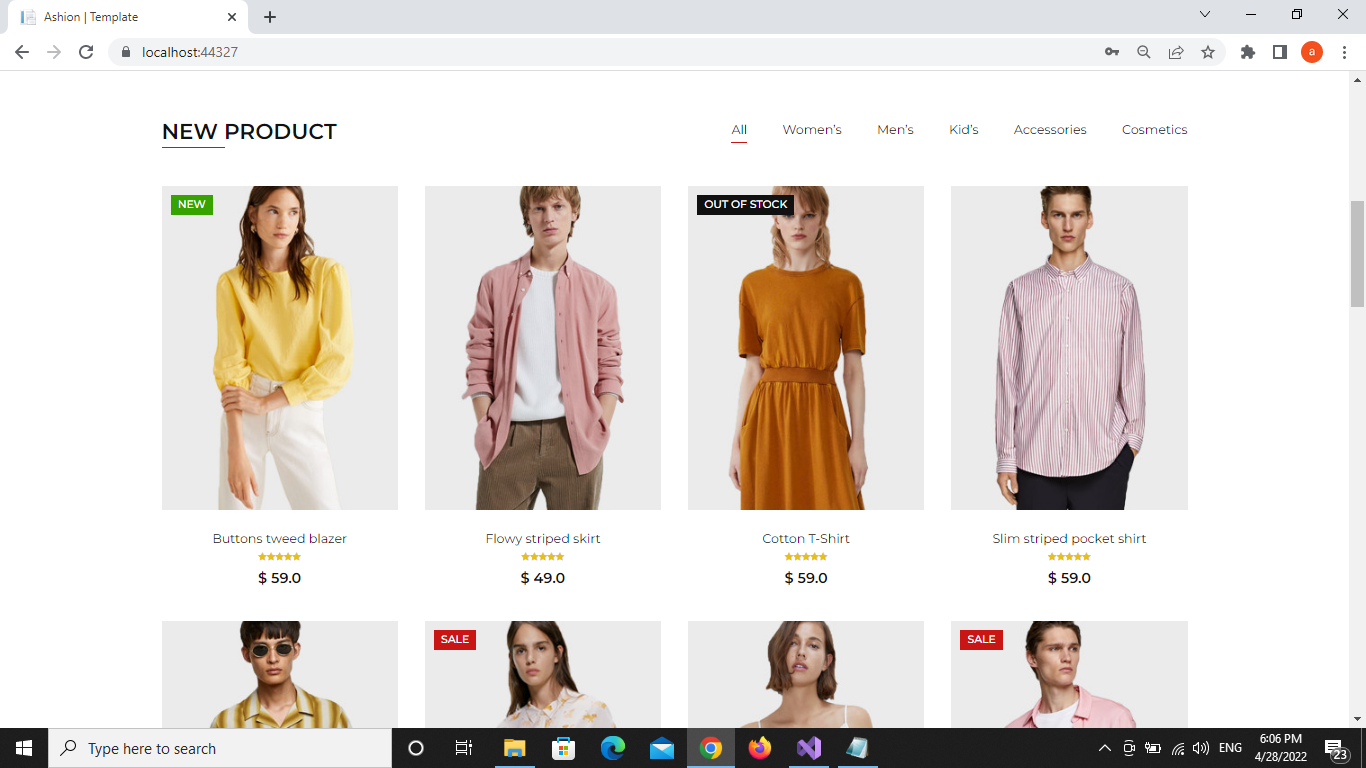 Ashion | Template
localhost:44327
a
NEW PRODUCT
All Women's Men's Kid's Accessories Cosmetics
NEW
OUT OF STOCK
Buttons tweed blazer
$ 59.0
Flowy striped skirt
$ 49.0
Cotton T-Shirt
$ 59.0
Slim striped pocket shirt
$ 59.0
SALE
SALE
Type here to search
ENG
6:06 PM
4/28/2022
23